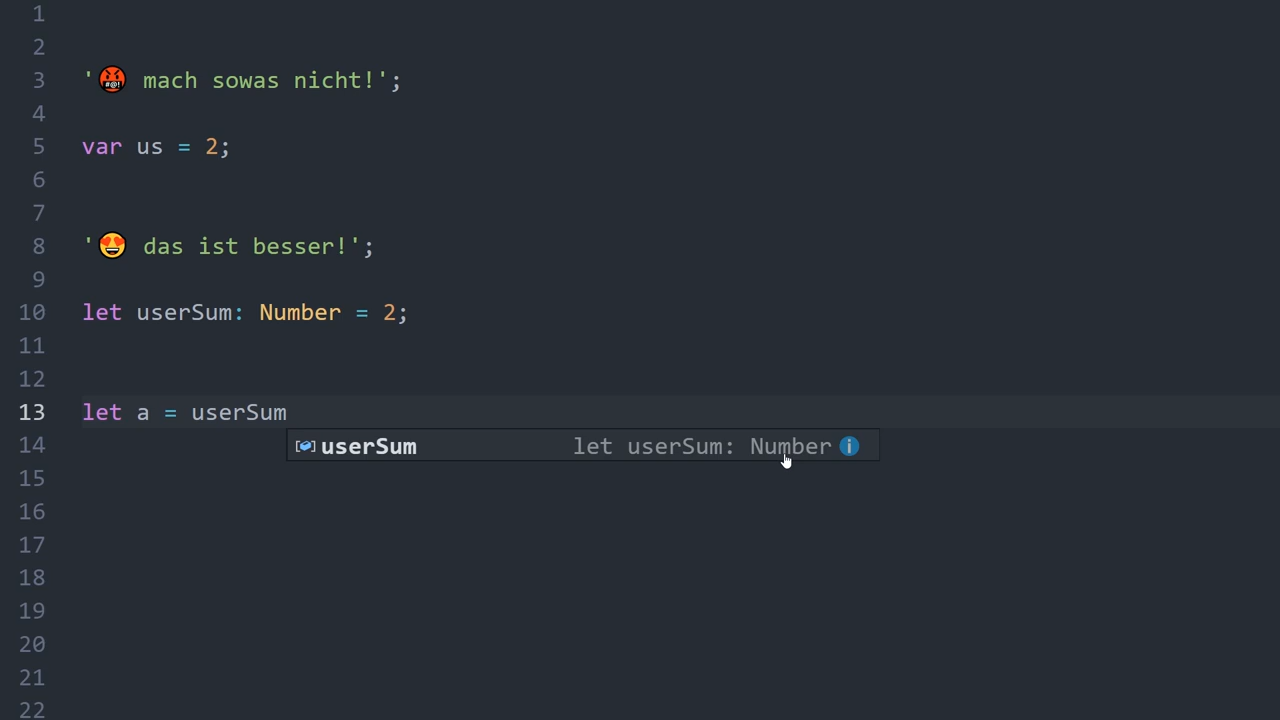 1
2
3 '🤬 mach sowas nicht!';
4
5 var us = 2;
6
7
8 '😍 das ist besser!';
9
10 let userSum: Number = 2;
11
12
13 let a = userSum
14 userSum let userSum: Number
15
16
17
18
19
20
21
22